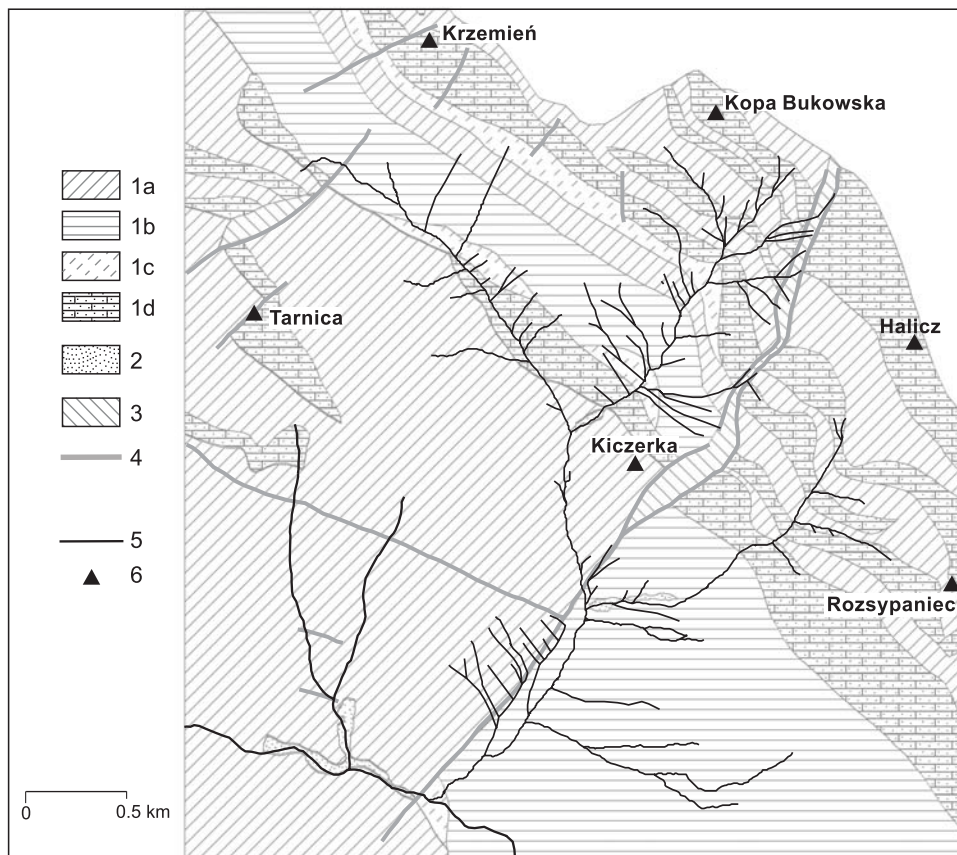 Krzemień
Kopa Bukowska
1a
1b
1c
1d
Tarnica
Halicz
2
3
4
Kiczerka
5
6
Rozsypaniec
0 0.5 km